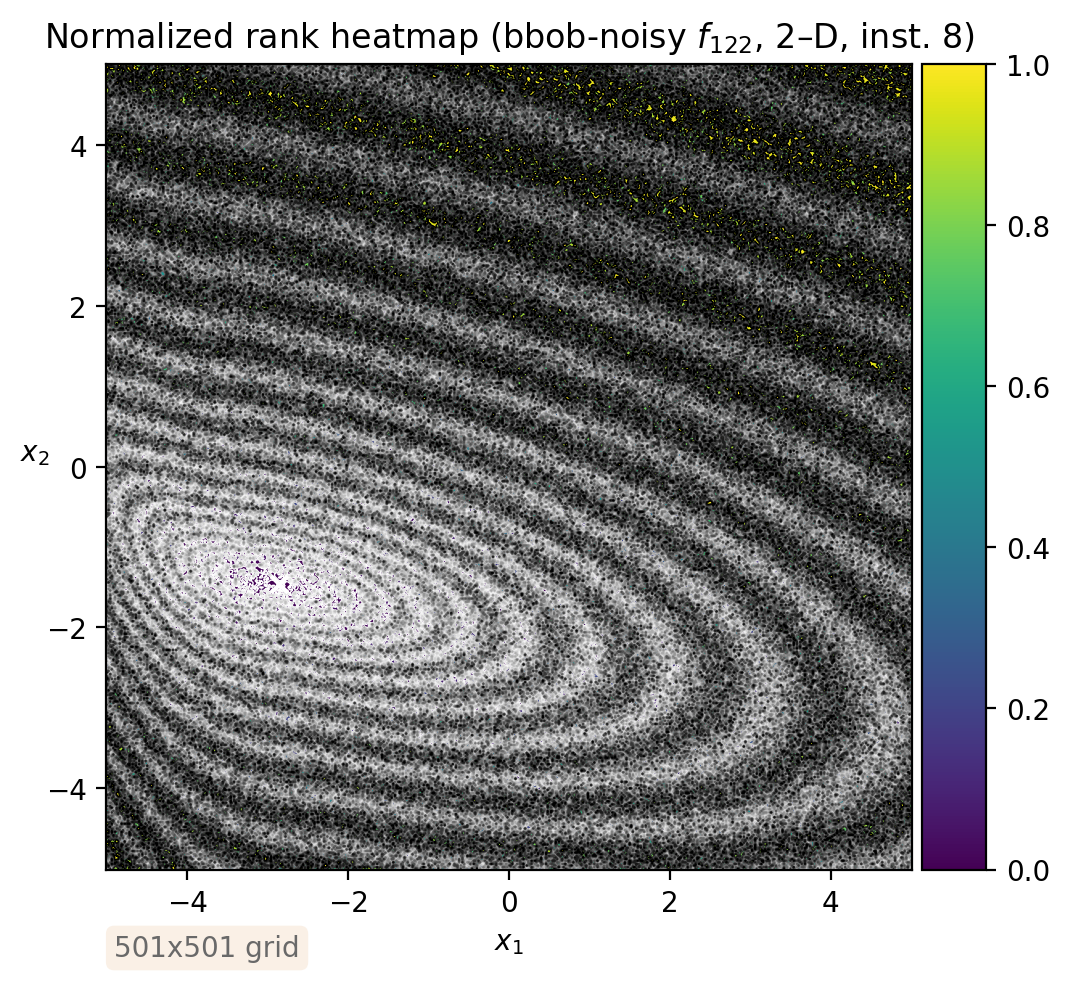 Normalized rank heatmap (bbob-noisy f₁₂₂, 2–D, inst. 8)
1.0
0.8
0.6
0.4
0.2
0.0
x₂
4
2
0
−2
−4
−4 −2 0 2 4
x₁
501x501 grid